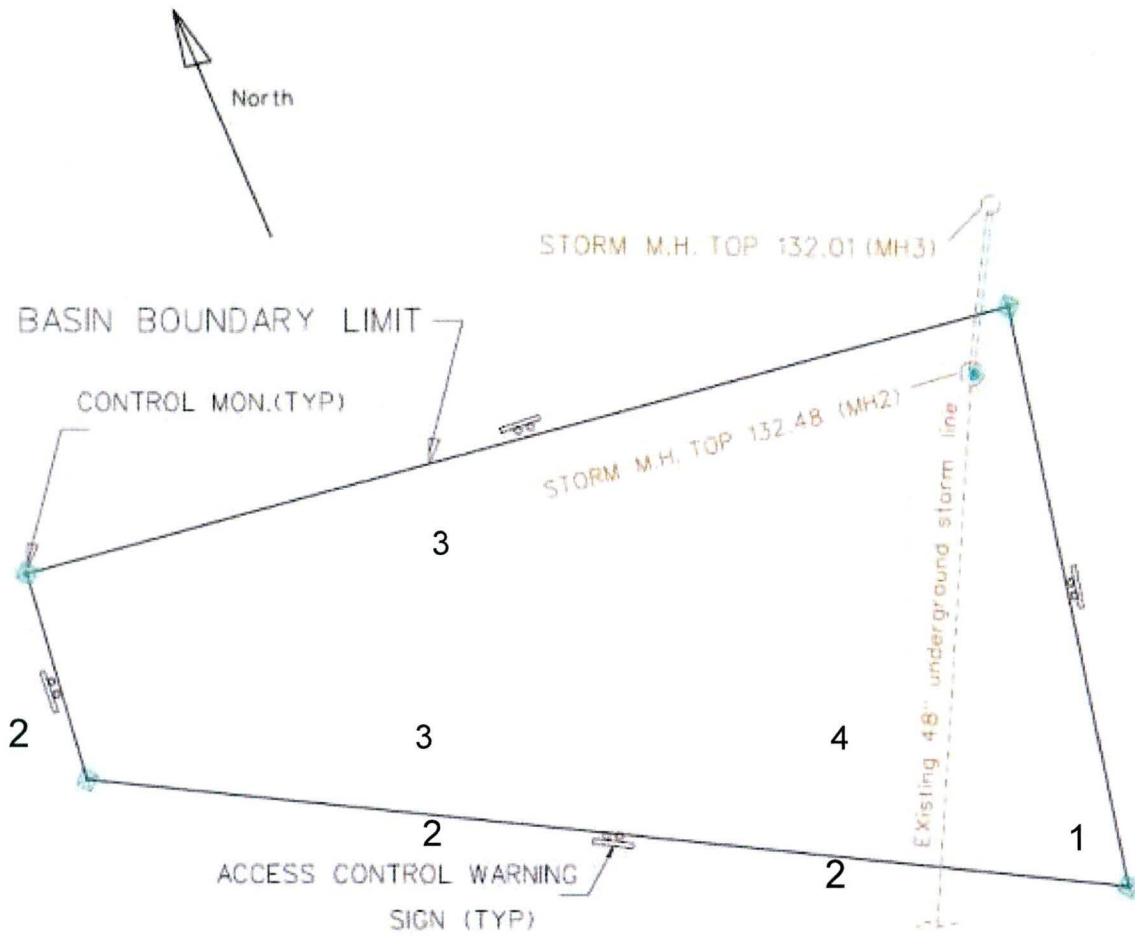 North
STORM M.H. TOP 132.01 (MH3)
BASIN BOUNDARY LIMIT
CONTROL MON.(TYP)
STORM M.H. TOP 132.48 (MH2)
EXisting 48" underground storm line
3
2
3
4
2
1
2
ACCESS CONTROL WARNING
SIGN (TYP)